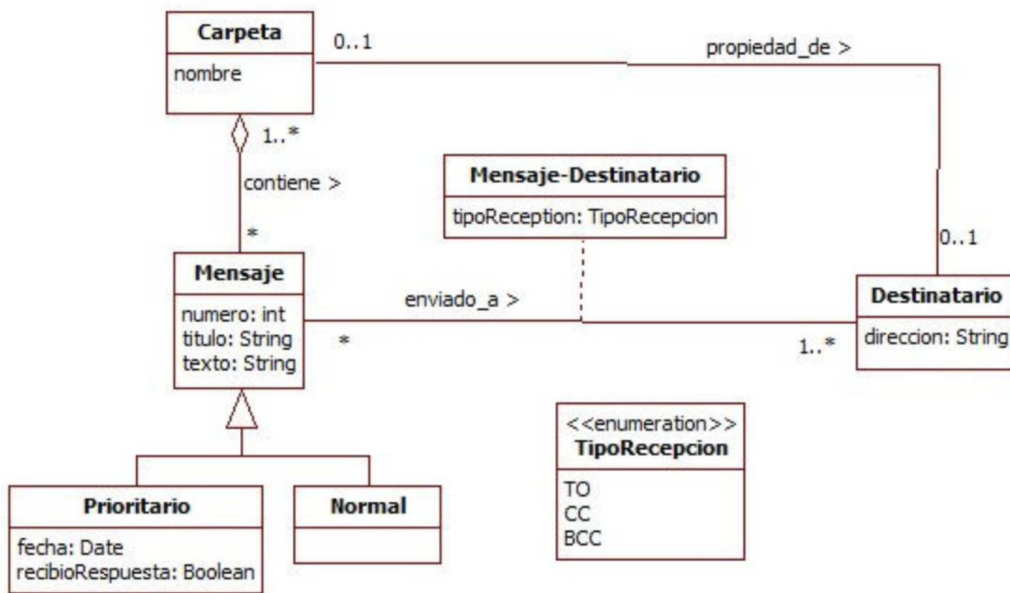 Carpeta
nombre
0..1
propiedad_de >
1..*
contiene >
*
Mensaje-Destinatario
tipoReception: TipoRecepcion
0..1
Mensaje
numero: int
titulo: String
texto: String
enviado_a >
*
1..*
Destinatario
direccion: String
<<enumeration>>
TipoRecepcion
TO
CC
BCC
Prioritario
fecha: Date
recibioRespuesta: Boolean
Normal